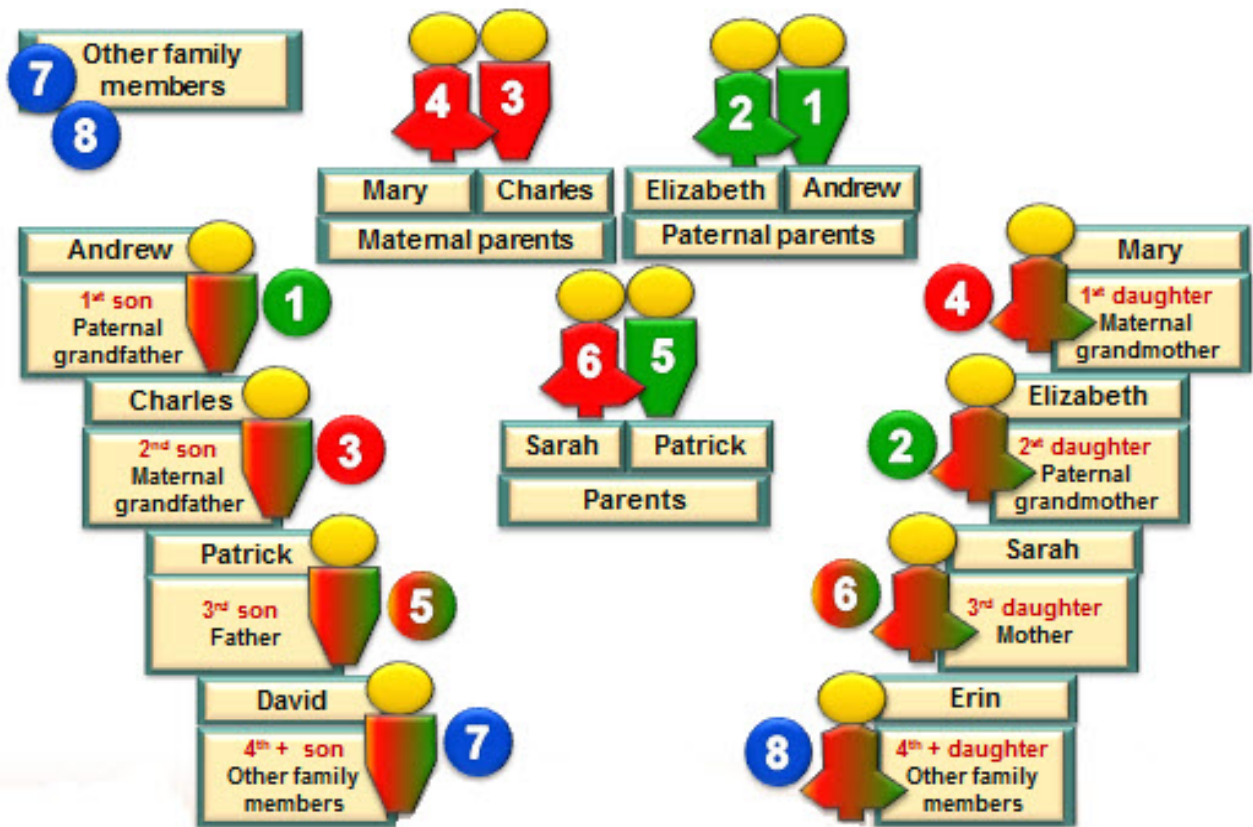 Other family
members
7
8
4
3
2
1
Mary
Charles
Elizabeth
Andrew
Maternal parents
Paternal parents
Andrew
1st son
Paternal
grandfather
1
Charles
2nd son
Maternal
grandfather
3
Patrick
3rd son
Father
5
David
4th + son
Other family
members
7
6
5
Sarah
Patrick
Parents
Mary
1st daughter
Maternal
grandmother
4
Elizabeth
2st daughter
Paternal
grandmother
2
Sarah
3rd daughter
Mother
6
Erin
4th + daughter
Other family
members
8